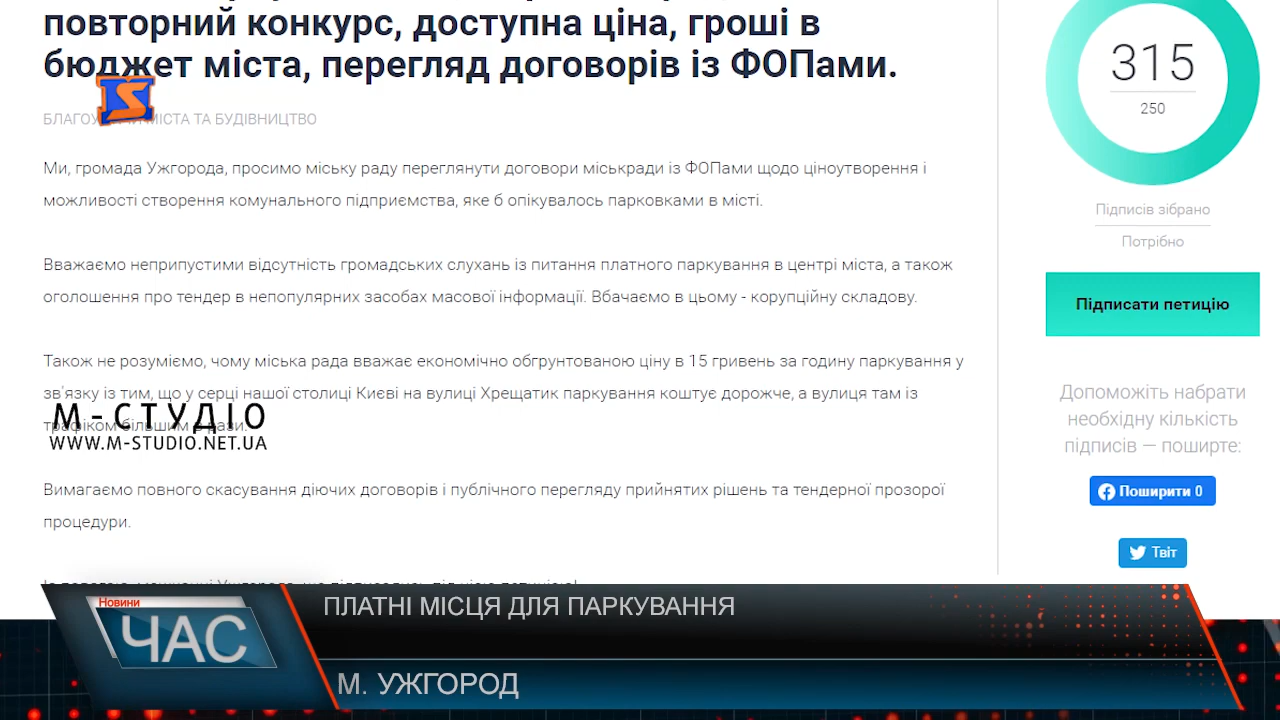 повторний конкурс, доступна ціна, гроші в
бюджет міста, перегляд договорів із ФОПами.
МІСТА ТА БУДІВНИЦТВО
Ми, громада Ужгорода, просимо міську раду переглянути договори міськради із ФОПами щодо ціноутворення і
можливості створення комунального підприємства, яке б опікувалось парковками в місті.
Вважаємо неприпустими відсутність громадських слухань із питання платного паркування в центрі міста, а також
оголошення про тендер в непопулярних засобах масової інформації. Вбачаємо в цьому - корупційну складову.
Також не розуміємо, чому міська рада вважає економічно обгрунтованою ціну в 15 гривень за годину паркування у
зв'язку із тим, що у серці нашої столиці Києві на вулиці Хрещатик паркування коштує дорожче, а вулиця там із
трафіком більшим в рази.
М-СТУДІО
WWW.M-STUDIO.NET.UA
Вимагаємо повного скасування діючих договорів і публічного перегляду прийнятих рішень та тендерної прозорої
процедури.
315
250
Підписів зібрано
Потрібно
Підписати петицію
Допоможіть набрати
необхідну кількість
підписів — поширте:
Поширити 0
Твіт
Новини
ЧАС
ПЛАТНІ МІСЦЯ ДЛЯ ПАРКУВАННЯ
М. УЖГОРОД